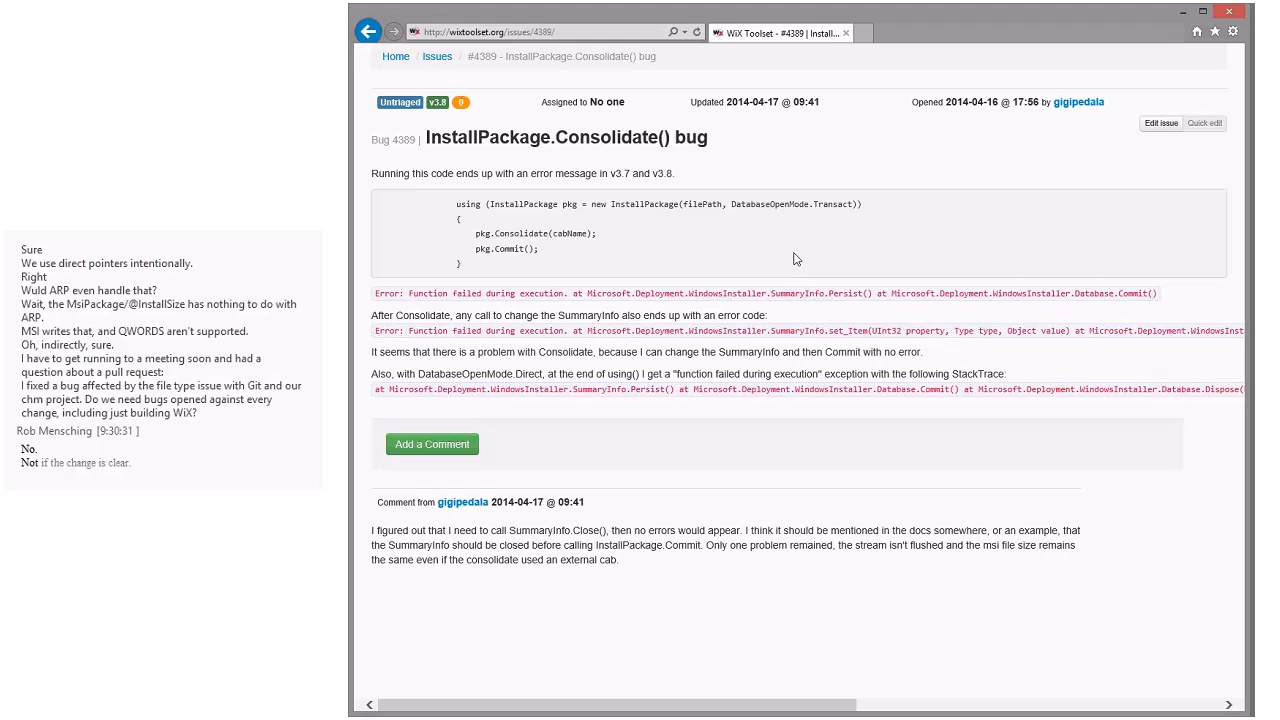 Sure
We use direct pointers intentionally.
Right
Wuld ARP even handle that?
Wait, the MsiPackage/@InstallSize has nothing to do with
ARP.
MSI writes that, and QWORDS aren't supported.
Oh, indirectly, sure.
I have to get running to a meeting soon and had a
question about a pull request:
I fixed a bug affected by the file type issue with Git and our
chm project. Do we need bugs opened against every
change, including just building WiX?
Rob Mensching [9:30:31 ]
No.
Not if the change is clear.
http://wixtoolset.org/issues/4389/
WiX Toolset - #4389 | Install...
Home / Issues / #4389 - InstallPackage.Consolidate() bug
Untriaged v3.8 0 Assigned to No one Updated 2014-04-17 @ 09:41 Opened 2014-04-16 @ 17:56 by gigipedala
Edit issue Quick edit
Bug 4389 | InstallPackage.Consolidate() bug
Running this code ends up with an error message in v3.7 and v3.8.
using (InstallPackage pkg = new InstallPackage(filePath, DatabaseOpenMode.Transact))
{
pkg.Consolidate(cabName);
pkg.Commit();
}
Error: Function failed during execution. at Microsoft.Deployment.WindowsInstaller.SummaryInfo.Persist() at Microsoft.Deployment.WindowsInstaller.Database.Commit()
After Consolidate, any call to change the SummaryInfo also ends up with an error code:
Error: Function failed during execution. at Microsoft.Deployment.WindowsInstaller.SummaryInfo.set_Item(UInt32 property, Type type, Object value) at Microsoft.Deployment.WindowsInst
It seems that there is a problem with Consolidate, because I can change the SummaryInfo and then Commit with no error.
Also, with DatabaseOpenMode.Direct, at the end of using() I get a "function failed during execution" exception with the following StackTrace:
at Microsoft.Deployment.WindowsInstaller.SummaryInfo.Persist() at Microsoft.Deployment.WindowsInstaller.Database.Commit() at Microsoft.Deployment.WindowsInstaller.Database.Dispose(
Add a Comment
Comment from gigipedala 2014-04-17 @ 09:41
I figured out that I need to call SummaryInfo.Close(), then no errors would appear. I think it should be mentioned in the docs somewhere, or an example, that
the SummaryInfo should be closed before calling InstallPackage.Commit. Only one problem remained, the stream isn't flushed and the msi file size remains
the same even if the consolidate used an external cab.